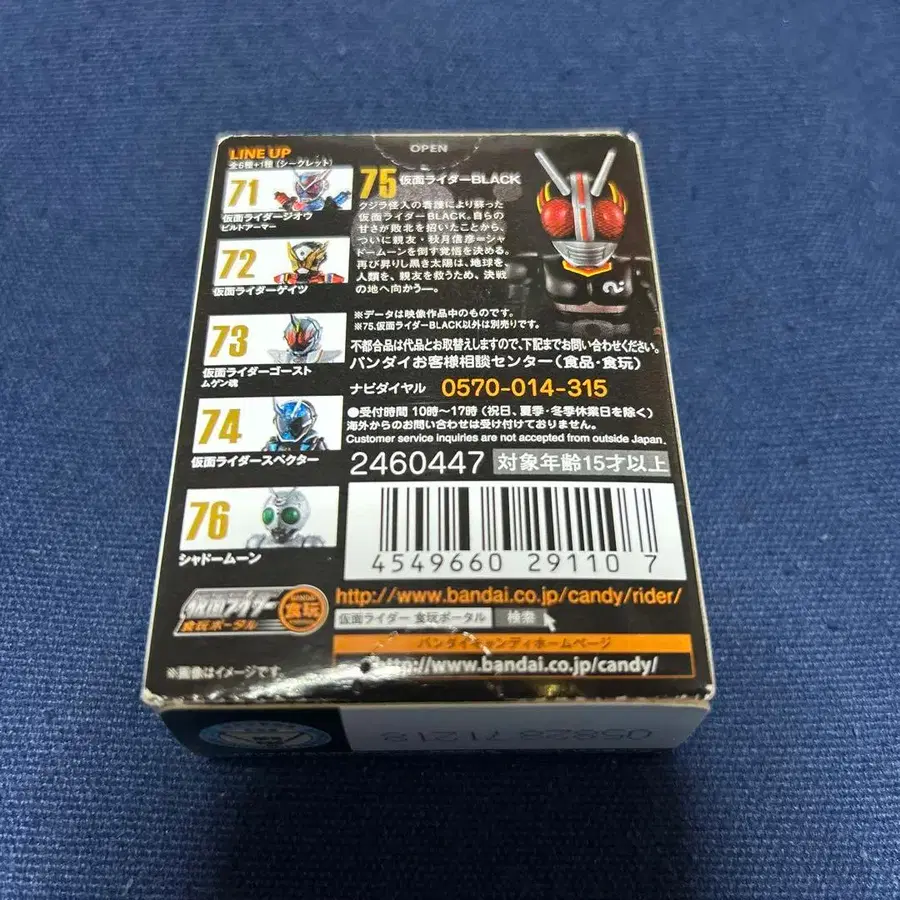 OPEN
LINE UP
全6種+1種(シークレット)
71
仮面ライダージオウ
ビルドアーマー
72
仮面ライダーゲイツ
73
仮面ライダーゴースト
ムゲン魂
74
仮面ライダースペクター
76
シャドームーン
75 仮面ライダーBLACK
クジラ怪人の看護により蘇った
仮面ライダーBLACK。自らの
甘さが敗北を招いたことから、
ついに親友・秋月信彦=シャ
ドームーンを倒す覚悟を決める。
再び昇りし黒き太陽は、地球を、
人類を、親友を救うため、決戦
の地へ向かう―。
※データは映像作品中のものです。
※75.仮面ライダーBLACK以外は別売りです。
不都合品は代品とお取替えしますので、下記までお問い合わせください。
バンダイお客様相談センター(食品・食玩)
ナビダイヤル 0570-014-315
●受付時間 10時~17時(祝日、夏季・冬季休業日を除く)
海外からのお問い合わせは受け付けておりません。
Customer service inquiries are not accepted from outside Japan.
2460447 対象年齢15才以上
4549660 291107
仮面ライダー
食玩ポータル
食玩
http://www.bandai.co.jp/candy/rider/
仮面ライダー 食玩ポータル 検索
バンダイキャンディホームページ
http://www.bandai.co.jp/candy/
※画像はイメージです。